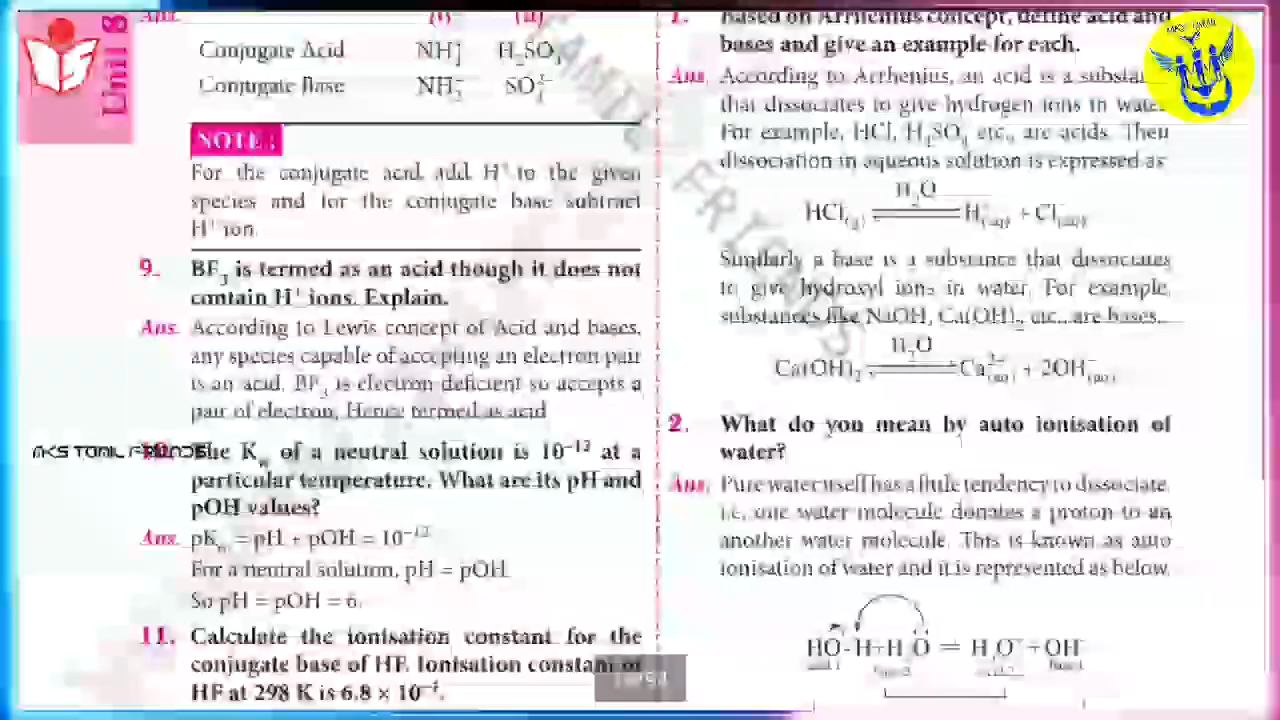 Unit 8
Ans.
(i) (ii)
Conjugate Acid NH₄⁺ H₂SO₄
Conjugate Base NH₂⁻ SO₄²⁻
NOTE :
For the conjugate acid, add H⁺ to the given
species and for the conjugate base subtract
H⁺ ion.
9. BF₃ is termed as an acid though it does not
contain H⁺ ions. Explain.
Ans. According to Lewis concept of Acid and bases,
any species capable of accepting an electron pair
is an acid. BF₃ is electron deficient so accepts a
pair of electron, Hence termed as acid
The Kw of a neutral solution is 10⁻¹² at a
particular temperature. What are its pH and
pOH values?
Ans. pKw = pH + pOH = 10⁻¹²
For a neutral solution, pH = pOH
So pH = pOH = 6.
11. Calculate the ionisation constant for the
conjugate base of HF. Ionisation constant of
HF at 298 K is 6.8 ×
1. Based on Arrhenius concept, define acid and
bases and give an example for each.
Ans. According to Arrhenius, an acid is a
that dissociates to give hydrogen ions in water.
For example, HCl, H₂SO₄ etc., are acids. Their
dissociation in aqueous solution is expressed as
H₂O
HCl(g) ⇌ H⁺(aq) + Cl⁻(aq)
Similarly a base is a substance that dissociates
to give hydroxyl ions in water. For example,
substances like NaOH, Ca(OH)₂ etc., are bases.
H₂O
Ca(OH)₂ ⇌ Ca²⁺(aq) + 2OH⁻(aq)
2. What do you mean by auto ionisation of
water?
Ans. Pure water itself has a little tendency to dissociate.
i.e, one water molecule donates a proton to an
another water molecule. This is known as auto
ionisation of water and it is represented as below.
FRIENDS